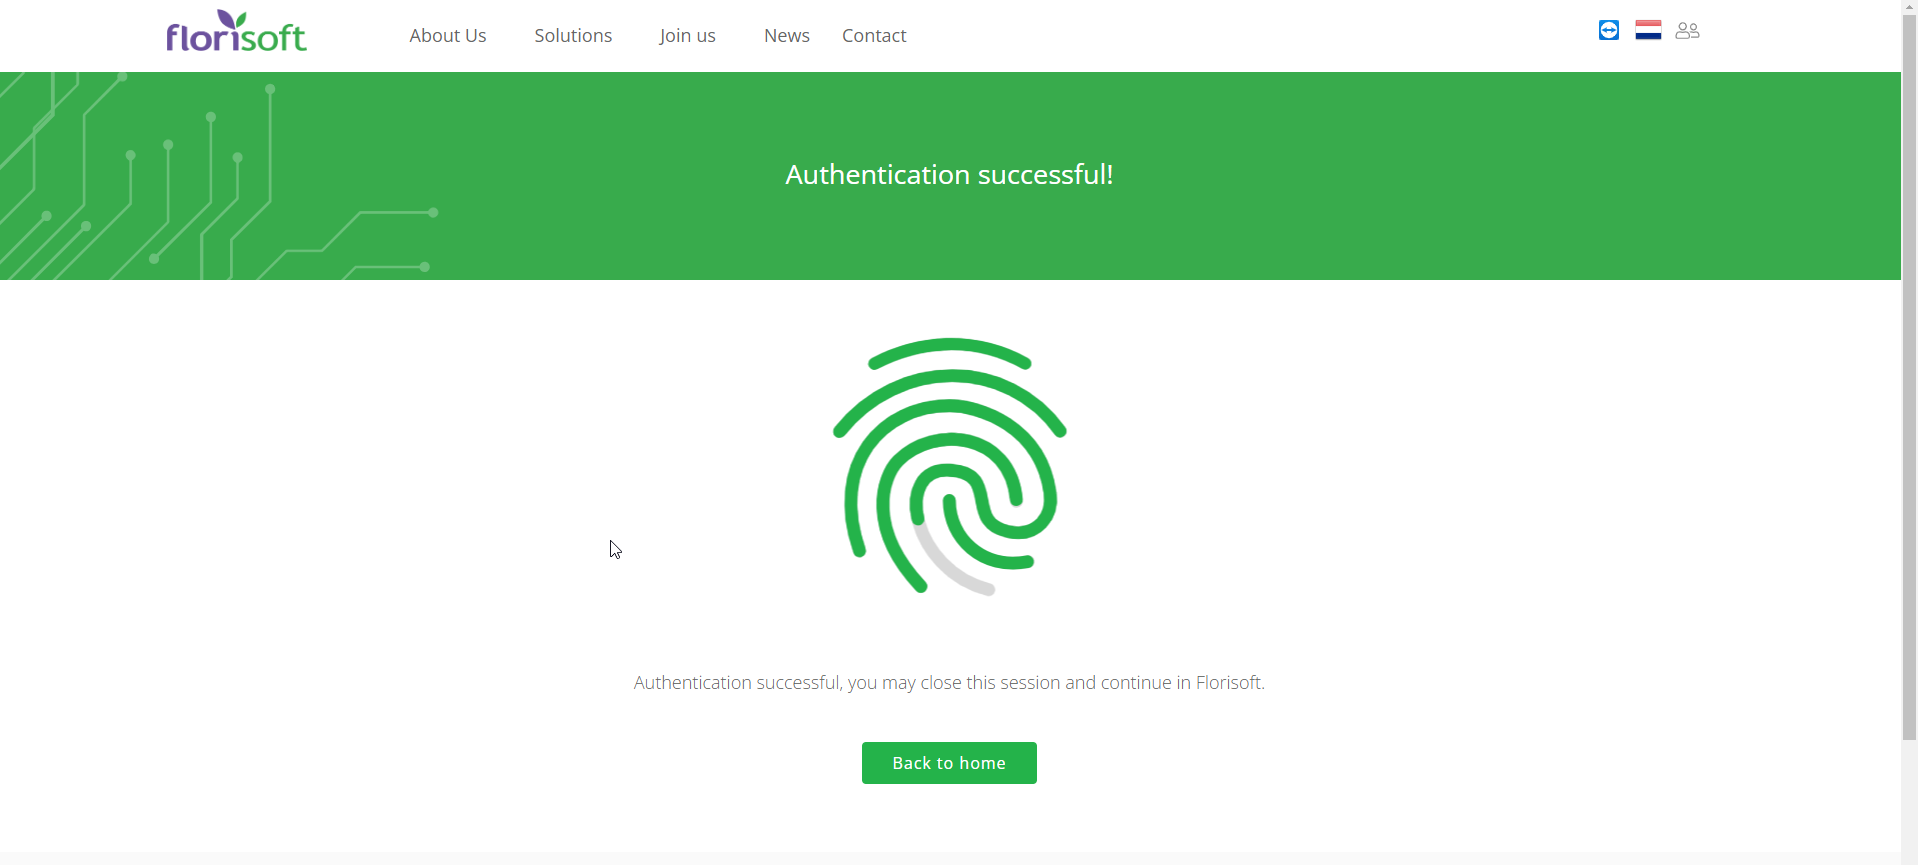 florisoft
About Us
Solutions
Join us
News
Contact
Authentication successful!
Authentication successful, you may close this session and continue in Florisoft.
Back to home